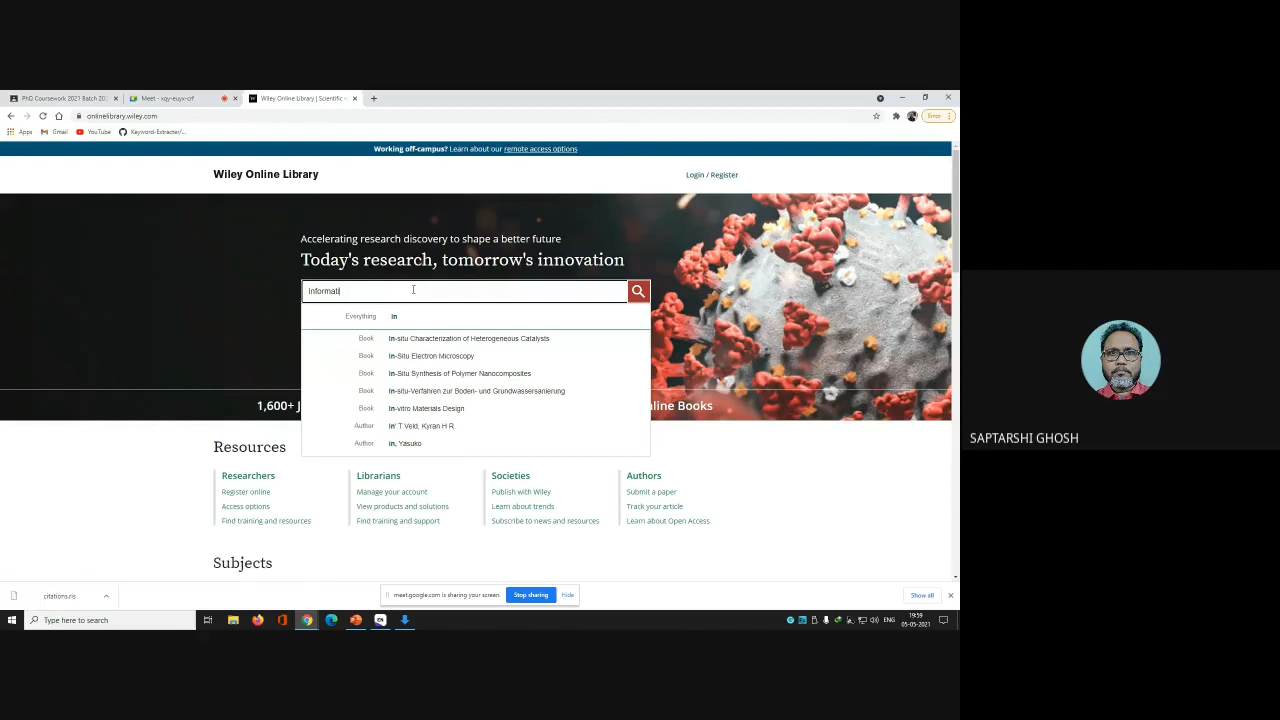 PhD Coursework 2021 Batch 20
Meet - xqy-euyx-crf
Wiley Online Library | Scientific
onlinelibrary.wiley.com
Error
Apps
Gmail
YouTube
Keyword-Extracter/...
Working off-campus? Learn about our remote access options
Wiley Online Library
Login / Register
Accelerating research discovery to shape a better future
Today's research, tomorrow's innovation
Informati
Everything in
Book In-situ Characterization of Heterogeneous Catalysts
Book In-Situ Electron Microscopy
Book In-Situ Synthesis of Polymer Nanocomposites
Book In-situ-Verfahren zur Boden- und Grundwassersanierung
Book In-vitro Materials Design
Author in' T Veld, Kyran H R
Author in, Yasuko
1,600+ J
nline Books
SAPTARSHI GHOSH
Resources
Researchers
Register online
Access options
Find training and resources
Librarians
Manage your account
View products and solutions
Find training and support
Societies
Publish with Wiley
Learn about trends
Subscribe to news and resources
Authors
Submit a paper
Track your article
Learn about Open Access
Subjects
citations.ris
meet.google.com is sharing your screen.
Stop sharing
Hide
Show all
Type here to search
ENG
19:59
05-05-2021